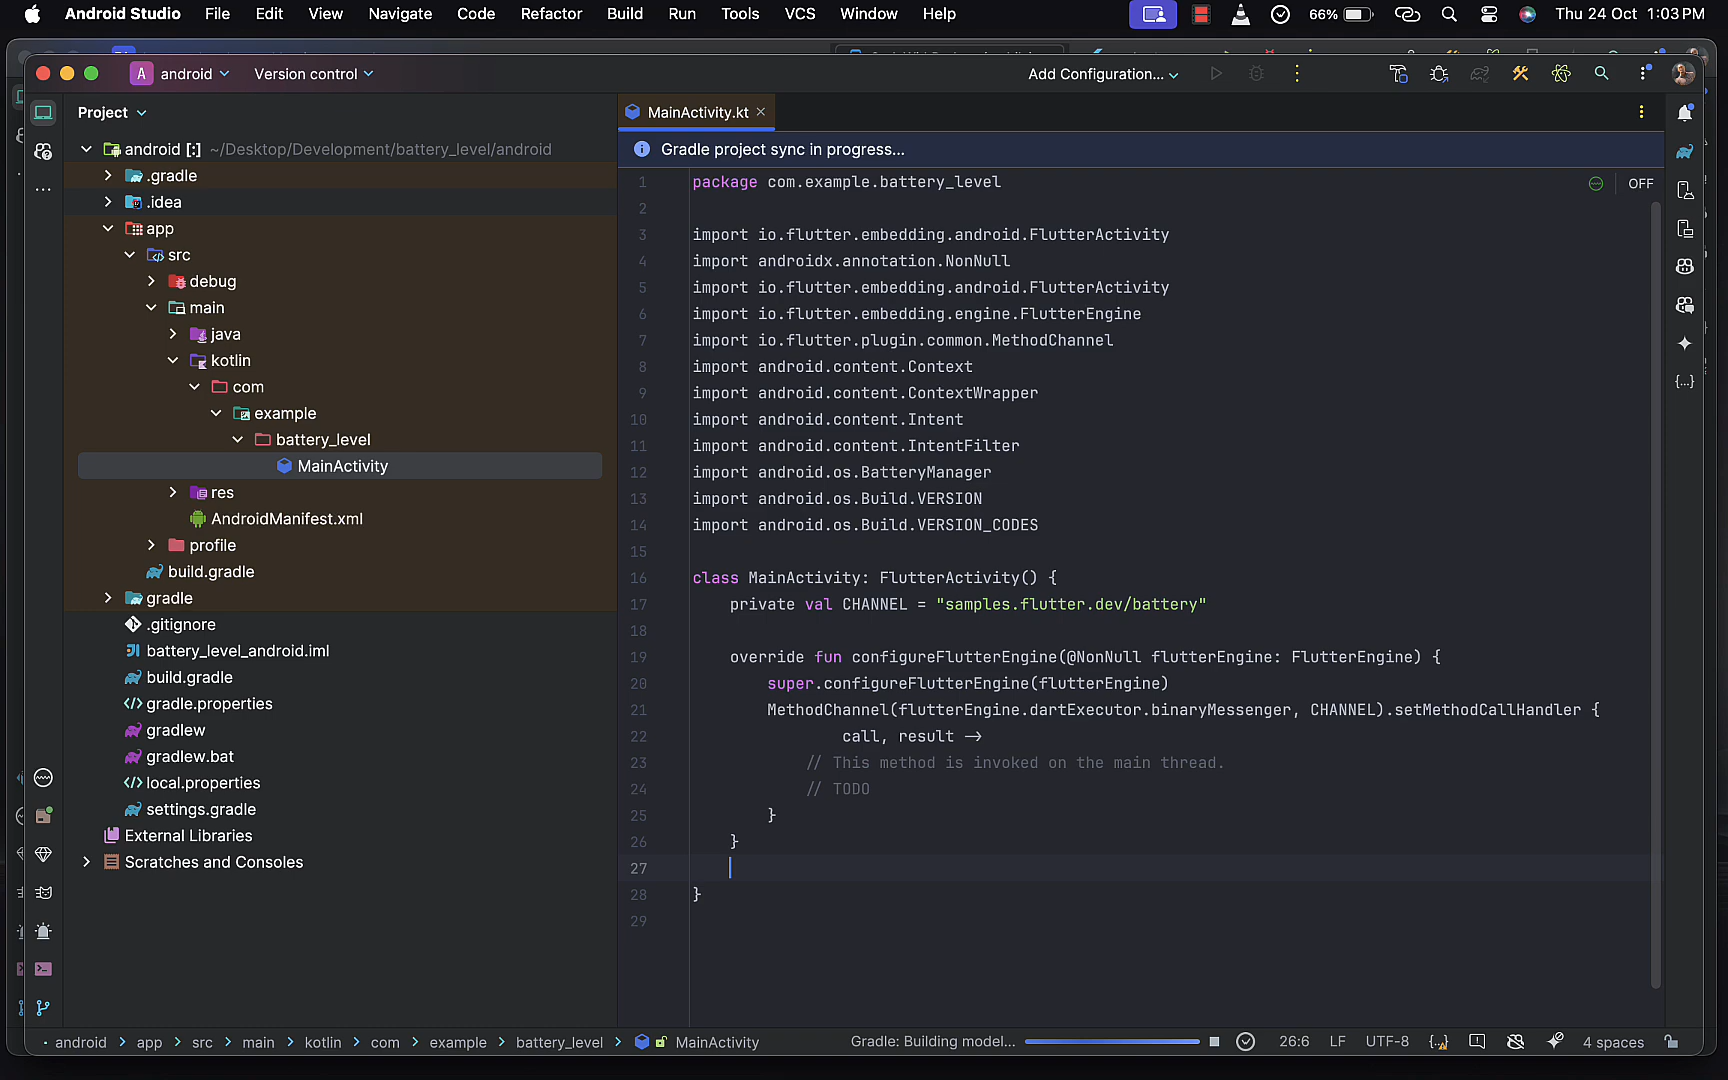 Android Studio File Edit View Navigate Code Refactor Build Run Tools VCS Window Help 66% Thu 24 Oct 1:03 PM
A android Version control Add Configuration...
Project
MainActivity.kt
android [:] ~/Desktop/Development/battery_level/android
.gradle
.idea
app
src
debug
main
java
kotlin
com
example
battery_level
MainActivity
res
AndroidManifest.xml
profile
build.gradle
gradle
.gitignore
battery_level_android.iml
build.gradle
gradle.properties
gradlew
gradlew.bat
local.properties
settings.gradle
External Libraries
Scratches and Consoles
Gradle project sync in progress...
OFF
1 package com.example.battery_level
2
3 import io.flutter.embedding.android.FlutterActivity
4 import androidx.annotation.NonNull
5 import io.flutter.embedding.android.FlutterActivity
6 import io.flutter.embedding.engine.FlutterEngine
7 import io.flutter.plugin.common.MethodChannel
8 import android.content.Context
9 import android.content.ContextWrapper
10 import android.content.Intent
11 import android.content.IntentFilter
12 import android.os.BatteryManager
13 import android.os.Build.VERSION
14 import android.os.Build.VERSION_CODES
15
16 class MainActivity: FlutterActivity() {
17 private val CHANNEL = "samples.flutter.dev/battery"
18
19 override fun configureFlutterEngine(@NonNull flutterEngine: FlutterEngine) {
20 super.configureFlutterEngine(flutterEngine)
21 MethodChannel(flutterEngine.dartExecutor.binaryMessenger, CHANNEL).setMethodCallHandler {
22 call, result ->
23 // This method is invoked on the main thread.
24 // TODO
25 }
26 }
27
28 }
29
android > app > src > main > kotlin > com > example > battery_level > MainActivity Gradle: Building model... 26:6 LF UTF-8 4 spaces